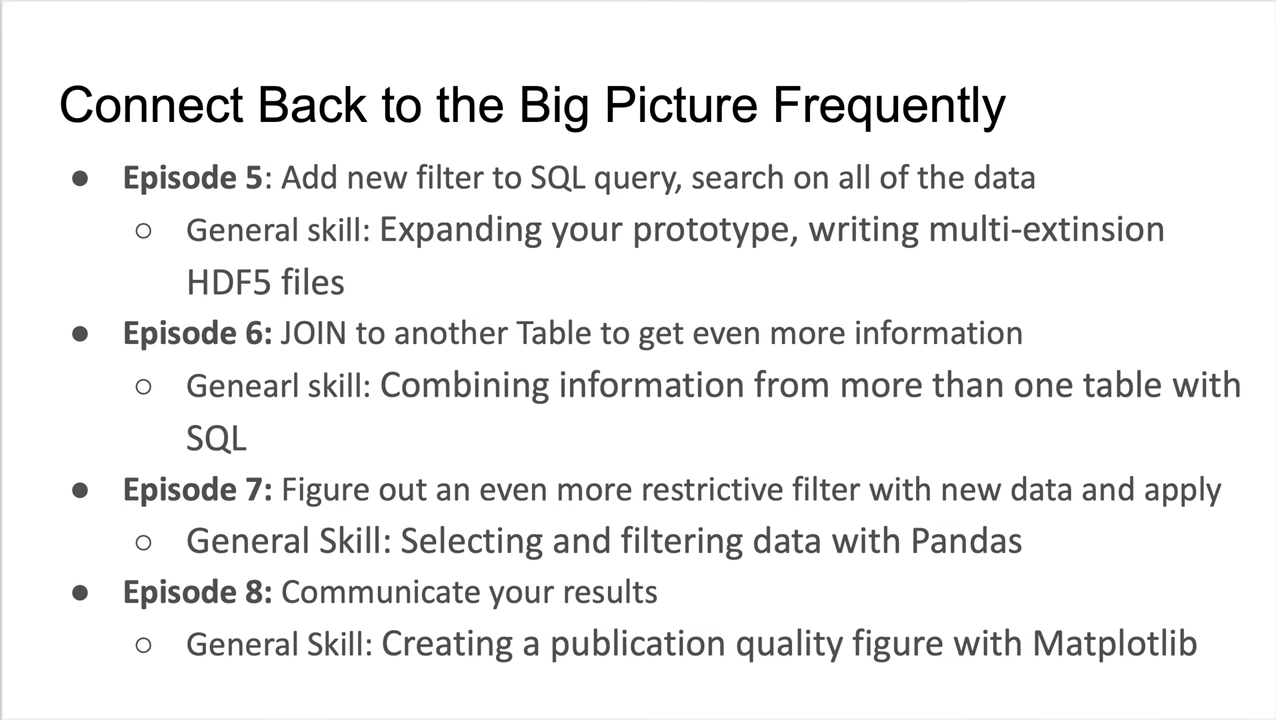 Connect Back to the Big Picture Frequently
● Episode 5: Add new filter to SQL query, search on all of the data
○ General skill: Expanding your prototype, writing multi-extinsion
HDF5 files
● Episode 6: JOIN to another Table to get even more information
○ Genearl skill: Combining information from more than one table with
SQL
● Episode 7: Figure out an even more restrictive filter with new data and apply
○ General Skill: Selecting and filtering data with Pandas
● Episode 8: Communicate your results
○ General Skill: Creating a publication quality figure with Matplotlib